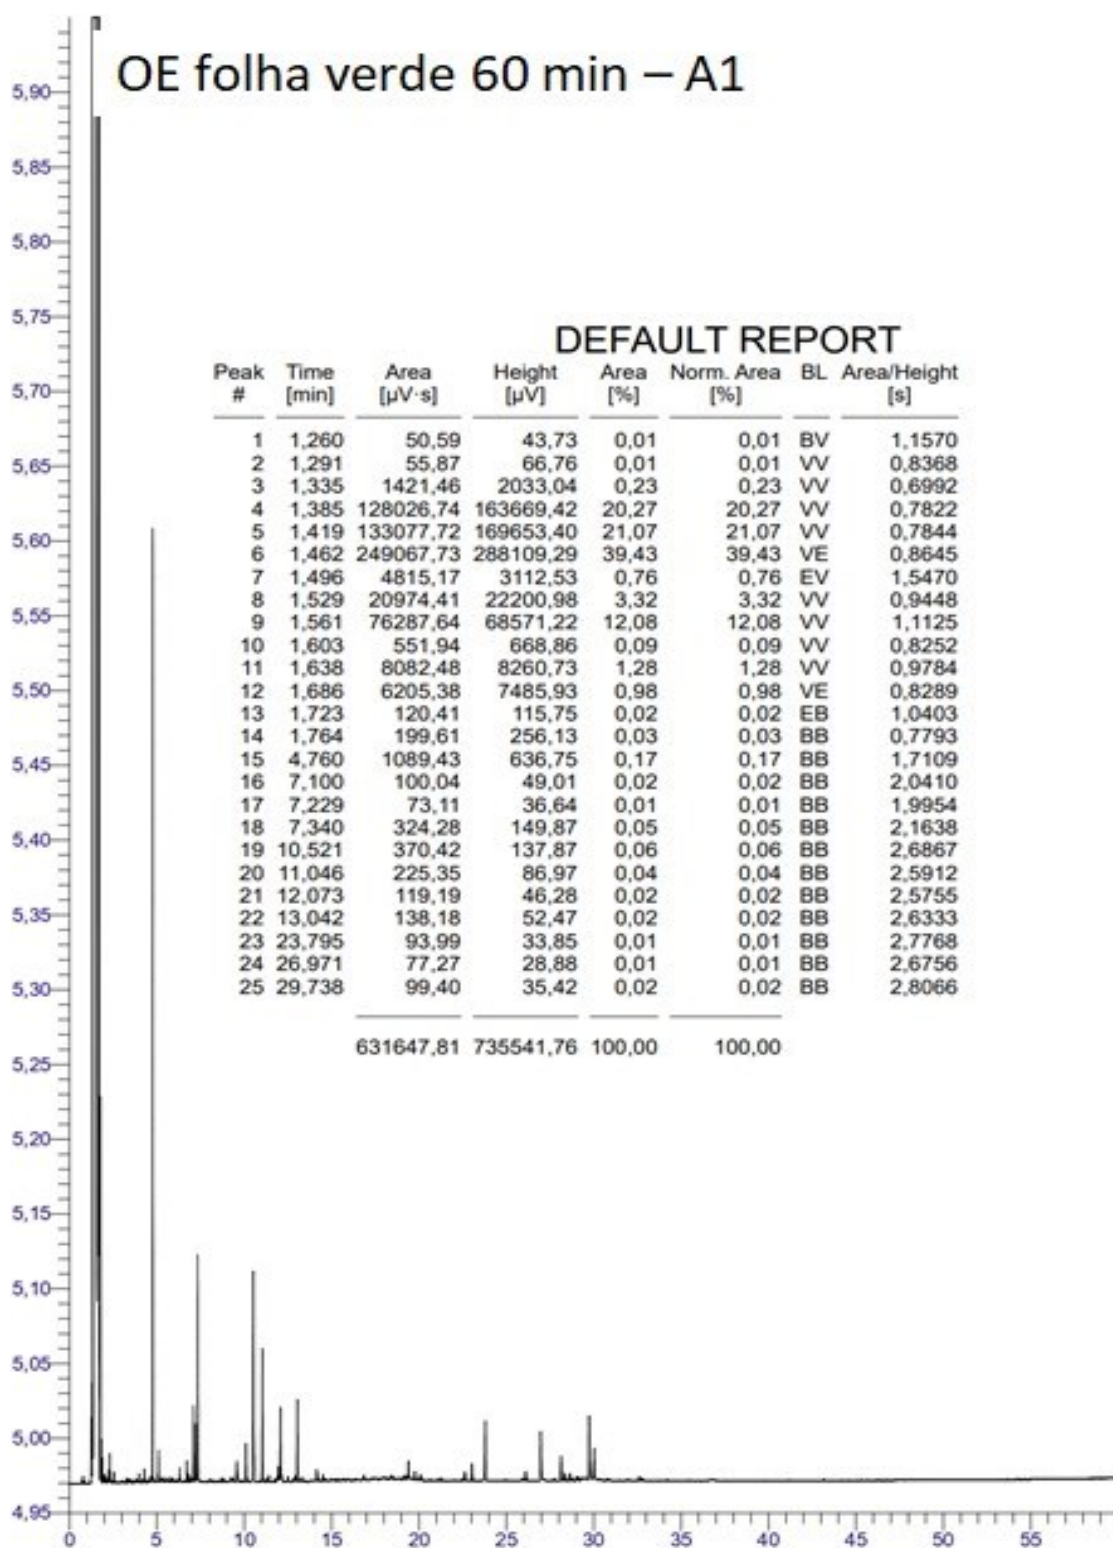 OE folha verde 60 min – A1
5,90
5,85
5,80
5,75
5,70
5,65
5,60
5,55
5,50
5,45
5,40
5,35
5,30
5,25
5,20
5,15
5,10
5,05
5,00
4,95
DEFAULT REPORT
Peak Time Area Height Area Norm. Area BL Area/Height
# [min] [µV·s] [µV] [%] [%] [s]
1 1,260 50,59 43,73 0,01 0,01 BV 1,1570
2 1,291 55,87 66,76 0,01 0,01 VV 0,8368
3 1,335 1421,46 2033,04 0,23 0,23 VV 0,6992
4 1,385 128026,74 163669,42 20,27 20,27 VV 0,7822
5 1,419 133077,72 169653,40 21,07 21,07 VV 0,7844
6 1,462 249067,73 288109,29 39,43 39,43 VE 0,8645
7 1,496 4815,17 3112,53 0,76 0,76 EV 1,5470
8 1,529 20974,41 22200,98 3,32 3,32 VV 0,9448
9 1,561 76287,64 68571,22 12,08 12,08 VV 1,1125
10 1,603 551,94 668,86 0,09 0,09 VV 0,8252
11 1,638 8082,48 8260,73 1,28 1,28 VV 0,9784
12 1,686 6205,38 7485,93 0,98 0,98 VE 0,8289
13 1,723 120,41 115,75 0,02 0,02 EB 1,0403
14 1,764 199,61 256,13 0,03 0,03 BB 0,7793
15 4,760 1089,43 636,75 0,17 0,17 BB 1,7109
16 7,100 100,04 49,01 0,02 0,02 BB 2,0410
17 7,229 73,11 36,64 0,01 0,01 BB 1,9954
18 7,340 324,28 149,87 0,05 0,05 BB 2,1638
19 10,521 370,42 137,87 0,06 0,06 BB 2,6867
20 11,046 225,35 86,97 0,04 0,04 BB 2,5912
21 12,073 119,19 46,28 0,02 0,02 BB 2,5755
22 13,042 138,18 52,47 0,02 0,02 BB 2,6333
23 23,795 93,99 33,85 0,01 0,01 BB 2,7768
24 26,971 77,27 28,88 0,01 0,01 BB 2,6756
25 29,738 99,40 35,42 0,02 0,02 BB 2,8066
631647,81 735541,76 100,00 100,00
0 5 10 15 20 25 30 35 40 45 50 55